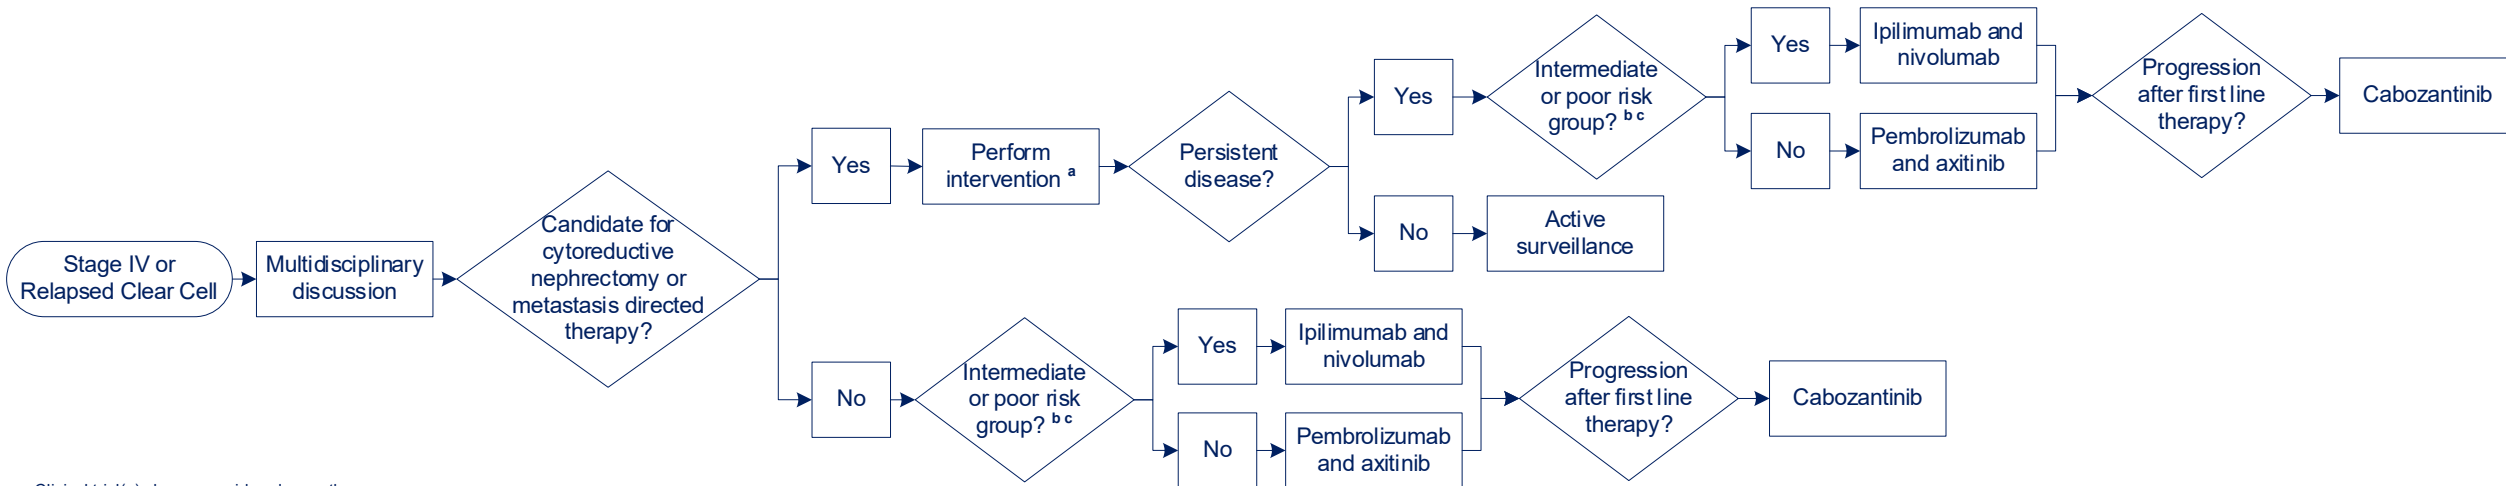 Stage IV or
Relapsed Clear Cell
Multidisciplinary
discussion
Candidate for
cytoreductive
nephrectomy or
metastasis directed
therapy?
Yes
Perform
intervention a
Persistent
disease?
Yes
Intermediate
or poor risk
group? b c
Yes
Ipilimumab and
nivolumab
No
Pembrolizumab
and axitinib
Progression
after first line
therapy?
Cabozantinib
No
Active
surveillance
No
Intermediate
or poor risk
group? b c
Yes
Ipilimumab and
nivolumab
No
Pembrolizumab
and axitinib
Progression
after first line
therapy?
Cabozantinib